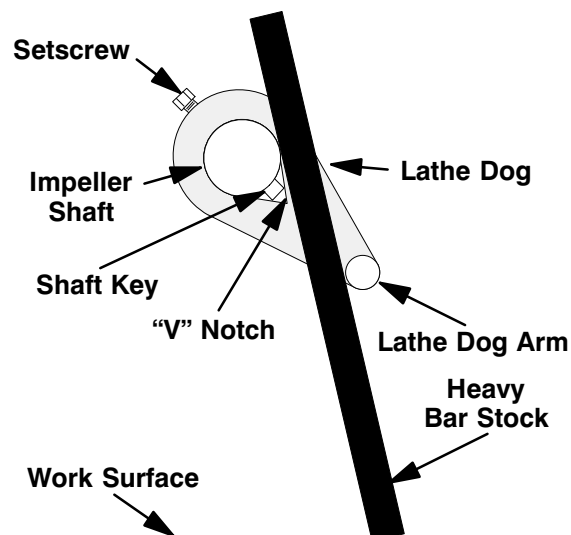 Setscrew
Impeller
Shaft
Lathe Dog
Shaft Key
“V” Notch
Lathe Dog Arm
Heavy
Bar Stock
Work Surface